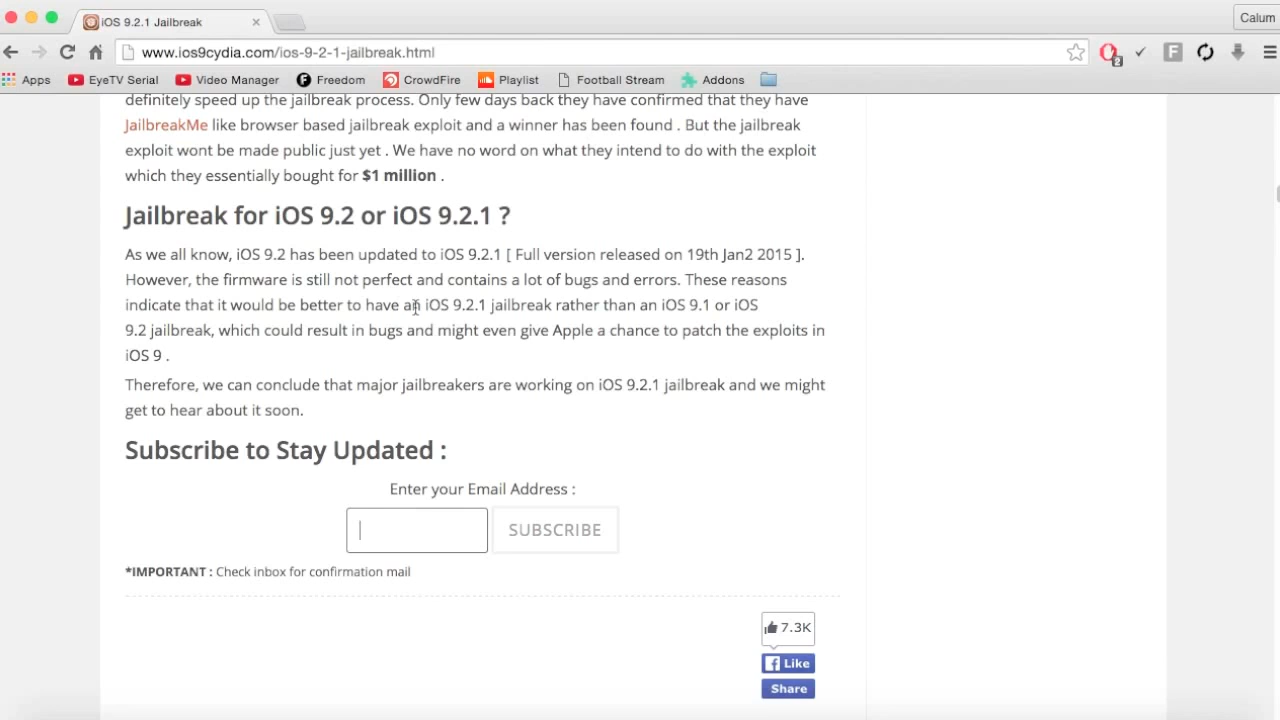 iOS 9.2.1 Jailbreak
Calum
www.ios9cydia.com/ios-9-2-1-jailbreak.html
2
Apps EyeTV Serial Video Manager Freedom CrowdFire Playlist Football Stream Addons
definitely speed up the jailbreak process. Only few days back they have confirmed that they have
JailbreakMe like browser based jailbreak exploit and a winner has been found . But the jailbreak
exploit wont be made public just yet . We have no word on what they intend to do with the exploit
which they essentially bought for $1 million .
Jailbreak for iOS 9.2 or iOS 9.2.1 ?
As we all know, iOS 9.2 has been updated to iOS 9.2.1 [ Full version released on 19th Jan2 2015 ].
However, the firmware is still not perfect and contains a lot of bugs and errors. These reasons
indicate that it would be better to have an iOS 9.2.1 jailbreak rather than an iOS 9.1 or iOS
9.2 jailbreak, which could result in bugs and might even give Apple a chance to patch the exploits in
iOS 9 .
Therefore, we can conclude that major jailbreakers are working on iOS 9.2.1 jailbreak and we might
get to hear about it soon.
Subscribe to Stay Updated :
Enter your Email Address :
SUBSCRIBE
*IMPORTANT : Check inbox for confirmation mail
7.3K
Like
Share